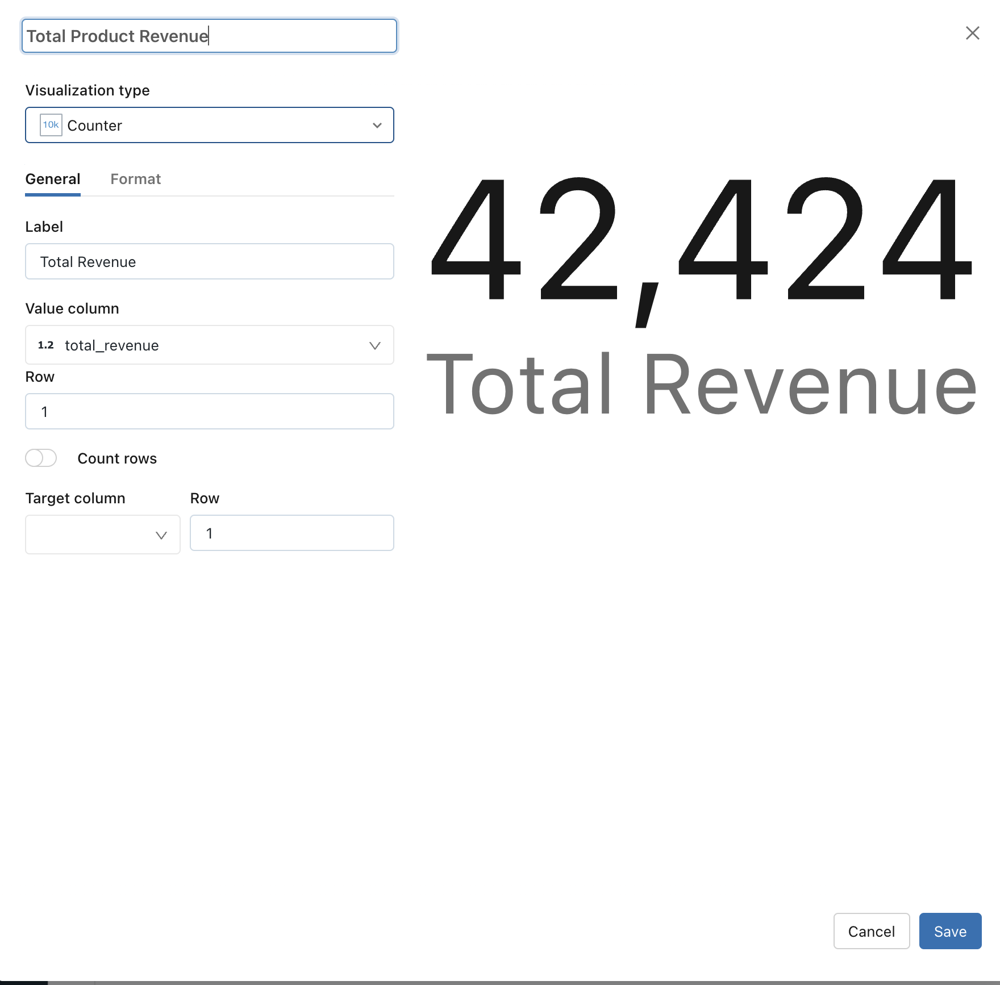 Total Product Revenue
Visualization type
10k Counter
General Format
Label
Total Revenue
Value column
1.2 total_revenue
Row
1
Count rows
Target column Row
1
42,424
Total Revenue
Cancel Save